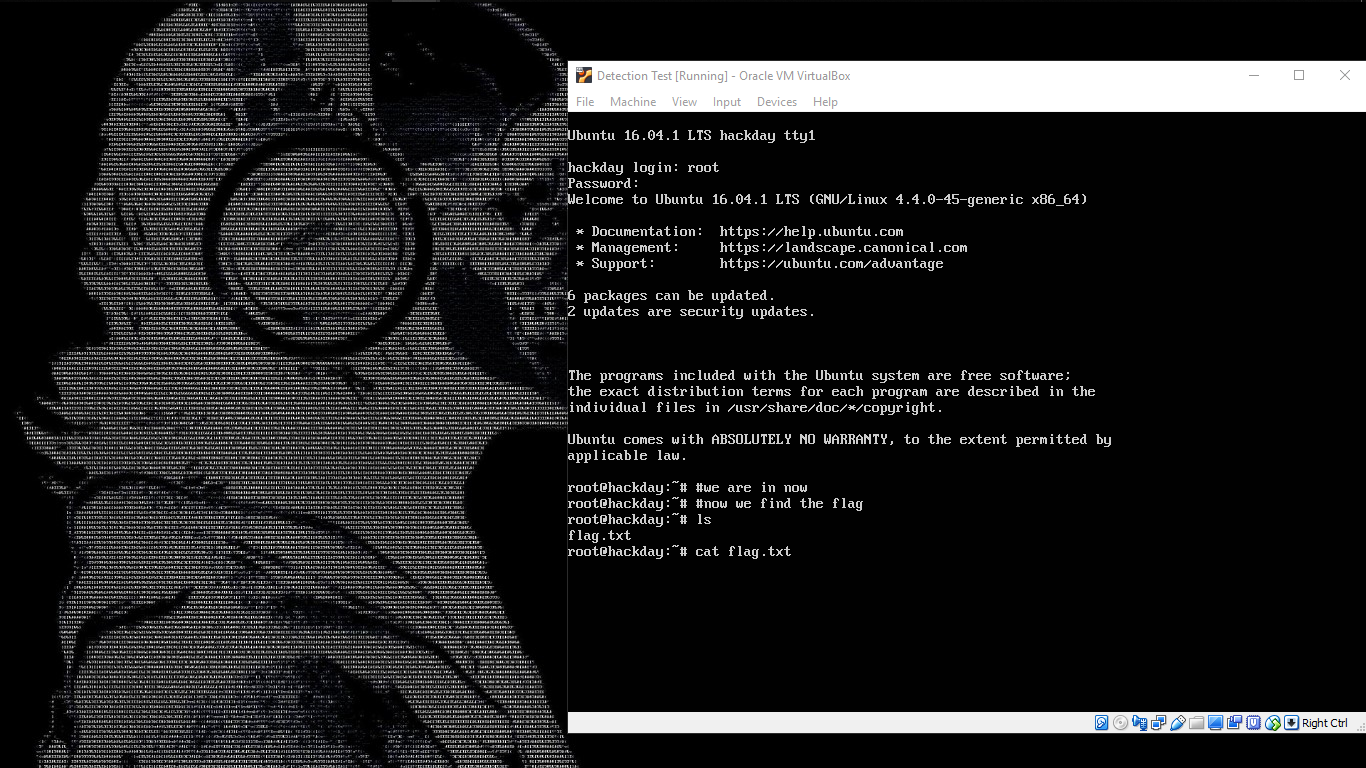 Detection Test [Running] - Oracle VM VirtualBox
File Machine View Input Devices Help
Ubuntu 16.04.1 LTS hackday tty1
hackday login: root
Password:
Welcome to Ubuntu 16.04.1 LTS (GNU/Linux 4.4.0-45-generic x86_64)
* Documentation: https://help.ubuntu.com
* Management: https://landscape.canonical.com
* Support: https://ubuntu.com/advantage
6 packages can be updated.
2 updates are security updates.
The programs included with the Ubuntu system are free software;
the exact distribution terms for each program are described in the
individual files in /usr/share/doc/*/copyright.
Ubuntu comes with ABSOLUTELY NO WARRANTY, to the extent permitted by
applicable law.
root@hackday:~# #we are in now
root@hackday:~# #now we find the flag
root@hackday:~# ls
flag.txt
root@hackday:~# cat flag.txt
Right Ctrl